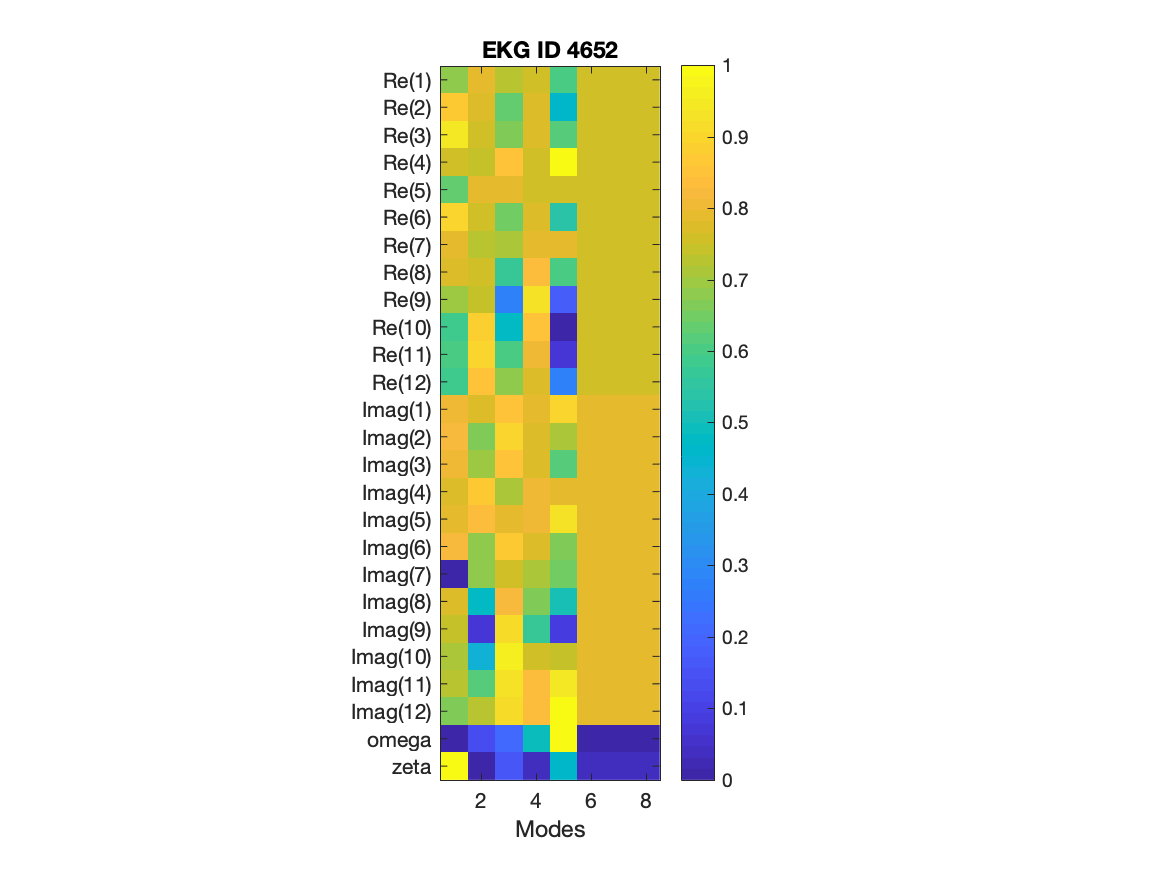 EKG ID 4652
Re(1)
Re(2)
Re(3)
Re(4)
Re(5)
Re(6)
Re(7)
Re(8)
Re(9)
Re(10)
Re(11)
Re(12)
Imag(1)
Imag(2)
Imag(3)
Imag(4)
Imag(5)
Imag(6)
Imag(7)
Imag(8)
Imag(9)
Imag(10)
Imag(11)
Imag(12)
omega
zeta
2 4 6 8
Modes
1
0.9
0.8
0.7
0.6
0.5
0.4
0.3
0.2
0.1
0